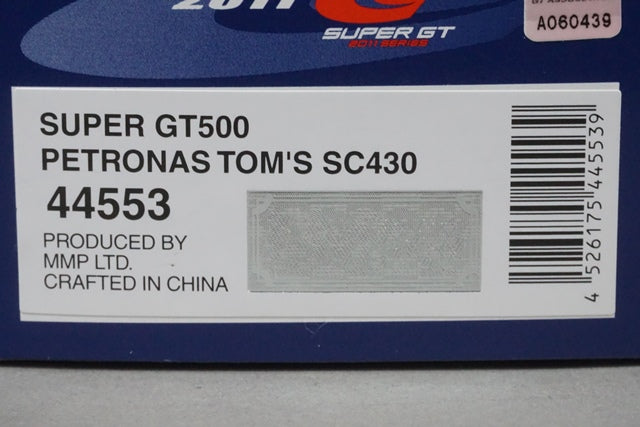 2011
A060439
SUPER GT
2011 SERIES
SUPER GT500
PETRONAS TOM'S SC430
44553
PRODUCED BY
MMP LTD.
CRAFTED IN CHINA
4 526175 445539